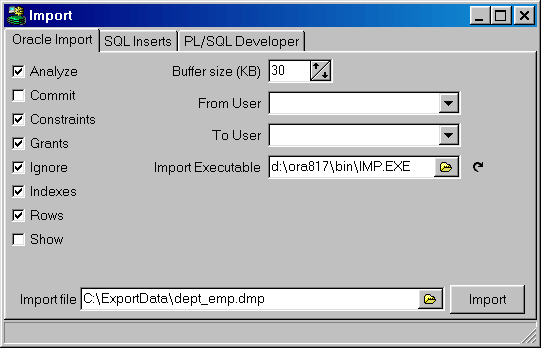 Import
Oracle Import SQL Inserts PL/SQL Developer
Analyze
Commit
Constraints
Grants
Ignore
Indexes
Rows
Show
Buffer size (KB) 30
From User
To User
Import Executable d:\ora817\bin\IMP.EXE
Import file C:\ExportData\dept_emp.dmp Import